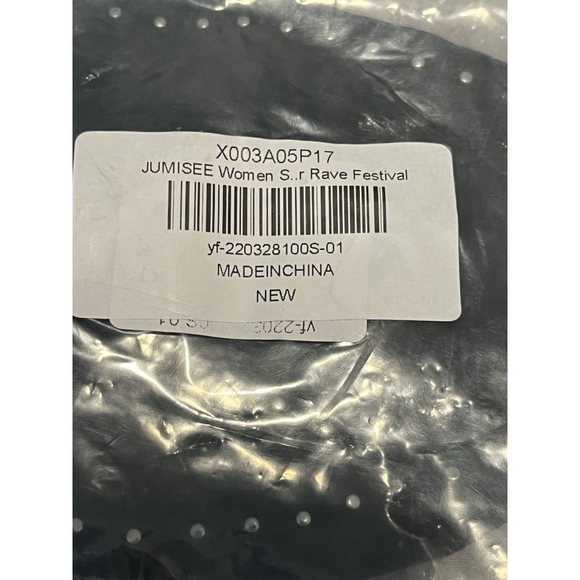 X003A05P17
JUMISEE Women S..r Rave Festival
yf-220328100S-01
MADEINCHINA
NEW